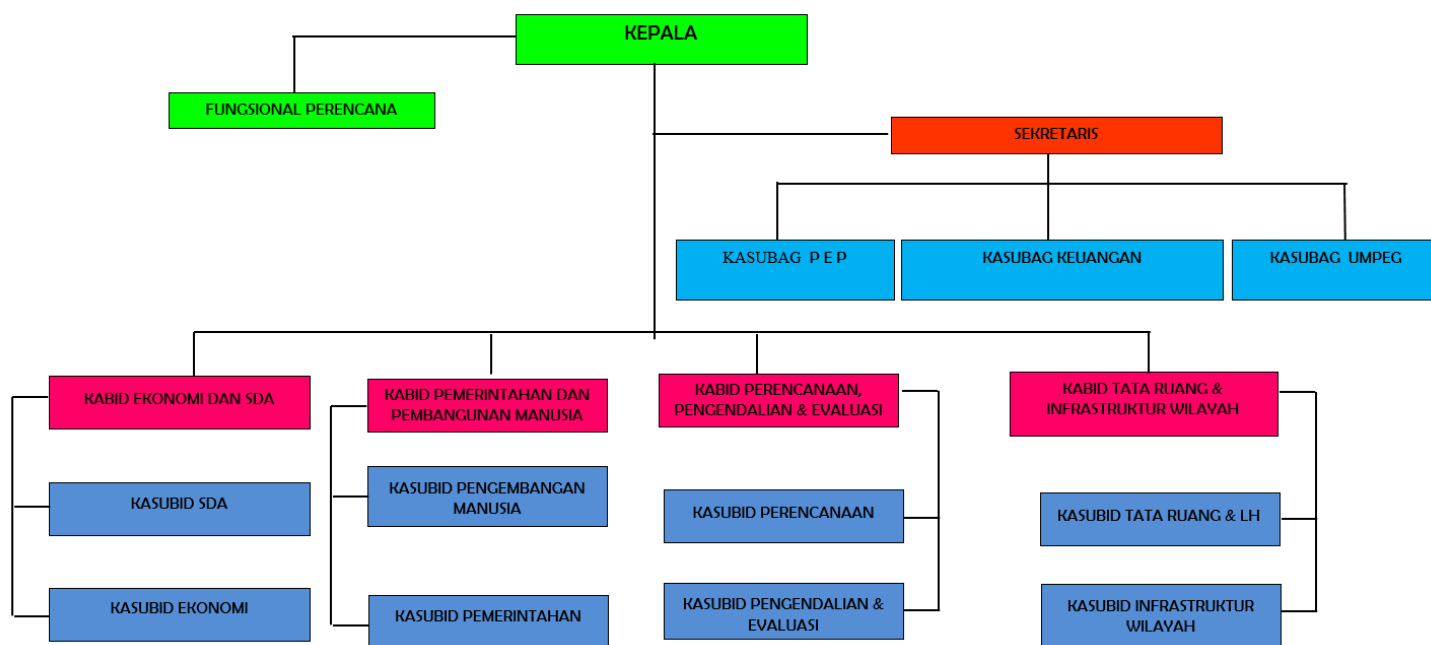 KEPALA
FUNGSIONAL PERENCANA
SEKRETARIS
KASUBAG P E P
KASUBAG KEUANGAN
KASUBAG UMPEG
KABID EKONOMI DAN SDA
KABID PEMERINTAHAN DAN
PEMBANGUNAN MANUSIA
KABID PERENCANAAN,
PENGENDALIAN & EVALUASI
KABID TATA RUANG &
INFRASTRUKTUR WILAYAH
KASUBID SDA
KASUBID PENGEMBANGAN
MANUSIA
KASUBID PERENCANAAN
KASUBID TATA RUANG & LH
KASUBID EKONOMI
KASUBID PEMERINTAHAN
KASUBID PENGENDALIAN &
EVALUASI
KASUBID INFRASTRUKTUR
WILAYAH